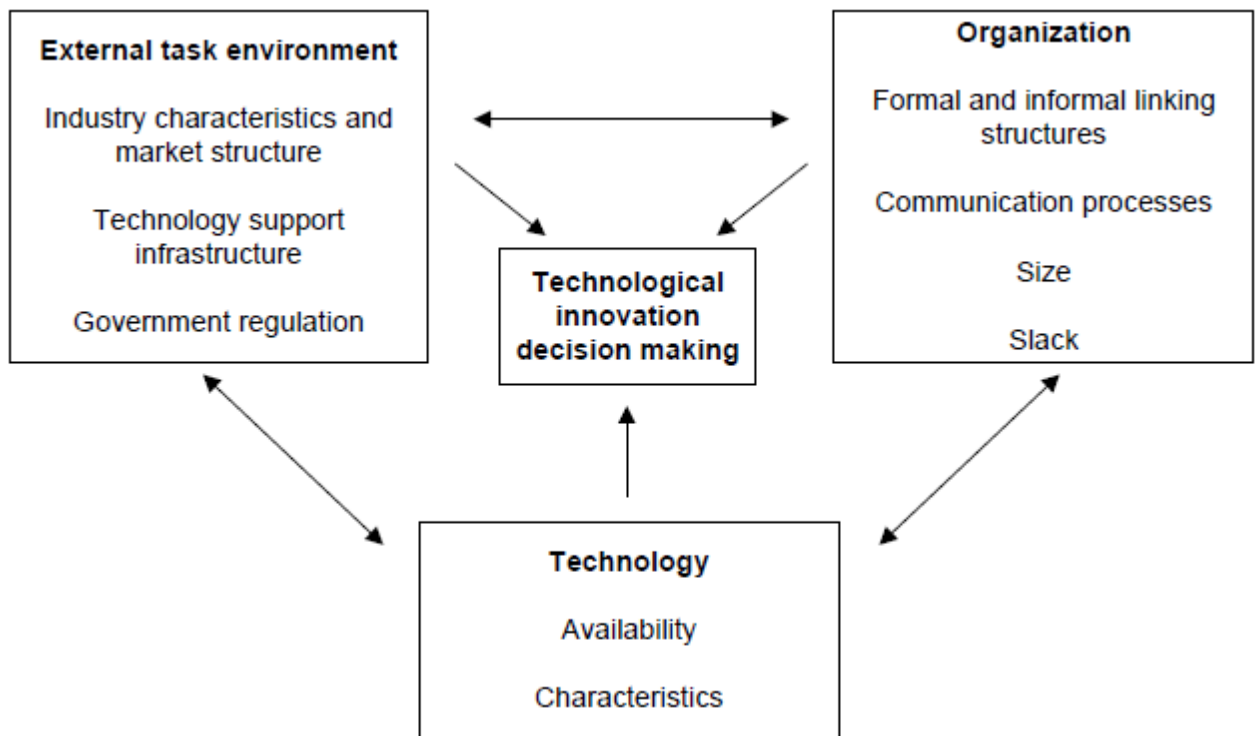 External task environment
Industry characteristics and
market structure
Technology support
infrastructure
Government regulation
Organization
Formal and informal linking
structures
Communication processes
Size
Slack
Technological
innovation
decision making
Technology
Availability
Characteristics